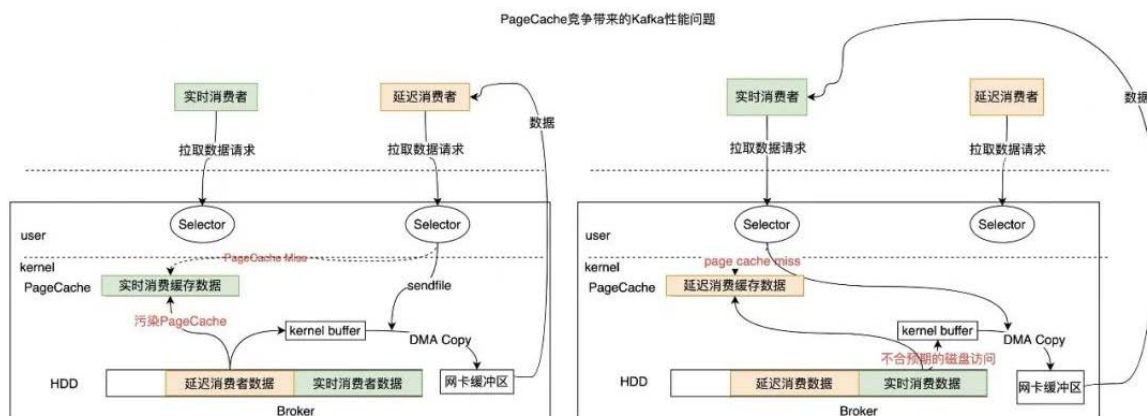 PageCache竞争带来的Kafka性能问题
实时消费者
延迟消费者
数据
拉取数据请求
拉取数据请求
Selector
Selector
user
PageCache Miss
kernel
PageCache
实时消费缓存数据
sendfile
污染PageCache
kernel buffer
DMA Copy
HDD
延迟消费者数据
实时消费者数据
网卡缓冲区
Broker
实时消费者
延迟消费者
数据
拉取数据请求
拉取数据请求
Selector
Selector
user
kernel
page cache miss
PageCache
延迟消费缓存数据
kernel buffer
DMA Copy
不合预期的磁盘访问
HDD
延迟消费数据
实时消费数据
网卡缓冲区
Broker